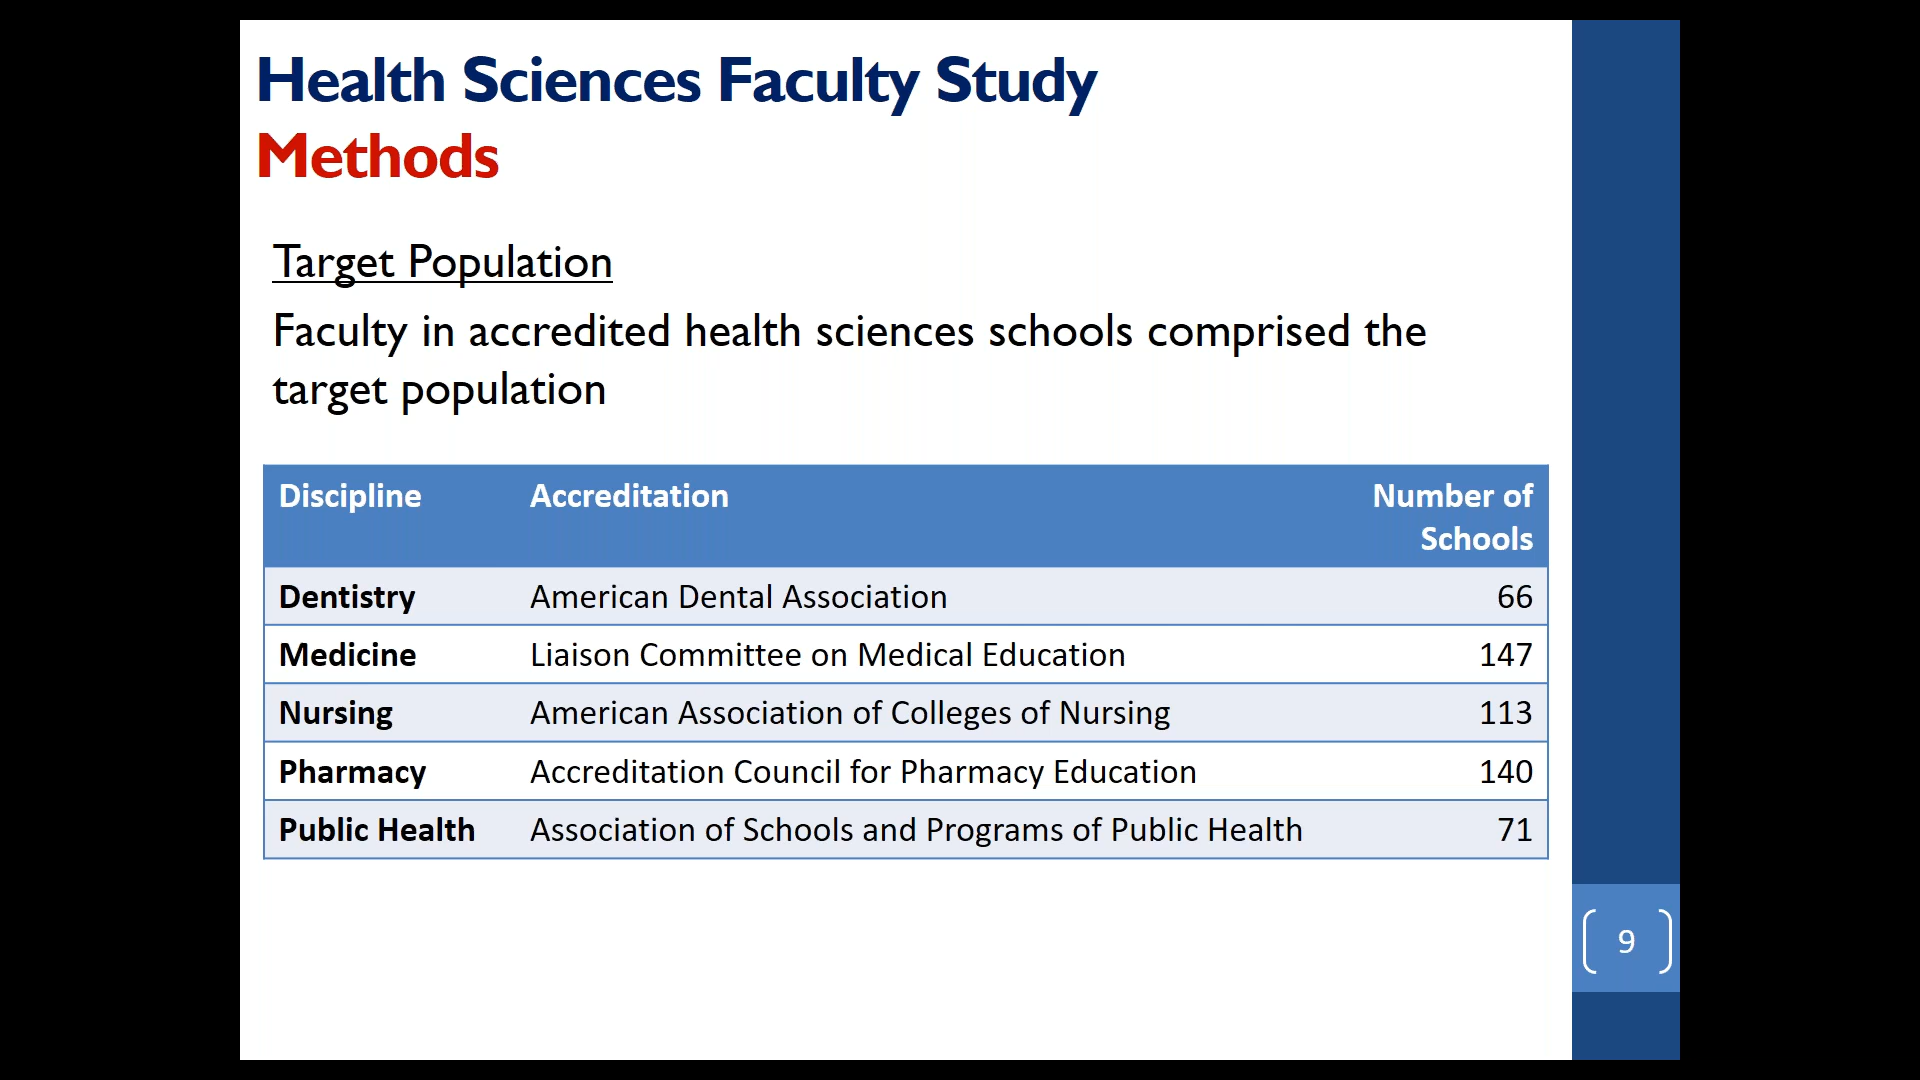 Health Sciences Faculty Study
Methods
Target Population
Faculty in accredited health sciences schools comprised the
target population
Discipline Accreditation Number of
Schools
Dentistry American Dental Association 66
Medicine Liaison Committee on Medical Education 147
Nursing American Association of Colleges of Nursing 113
Pharmacy Accreditation Council for Pharmacy Education 140
Public Health Association of Schools and Programs of Public Health 71
9